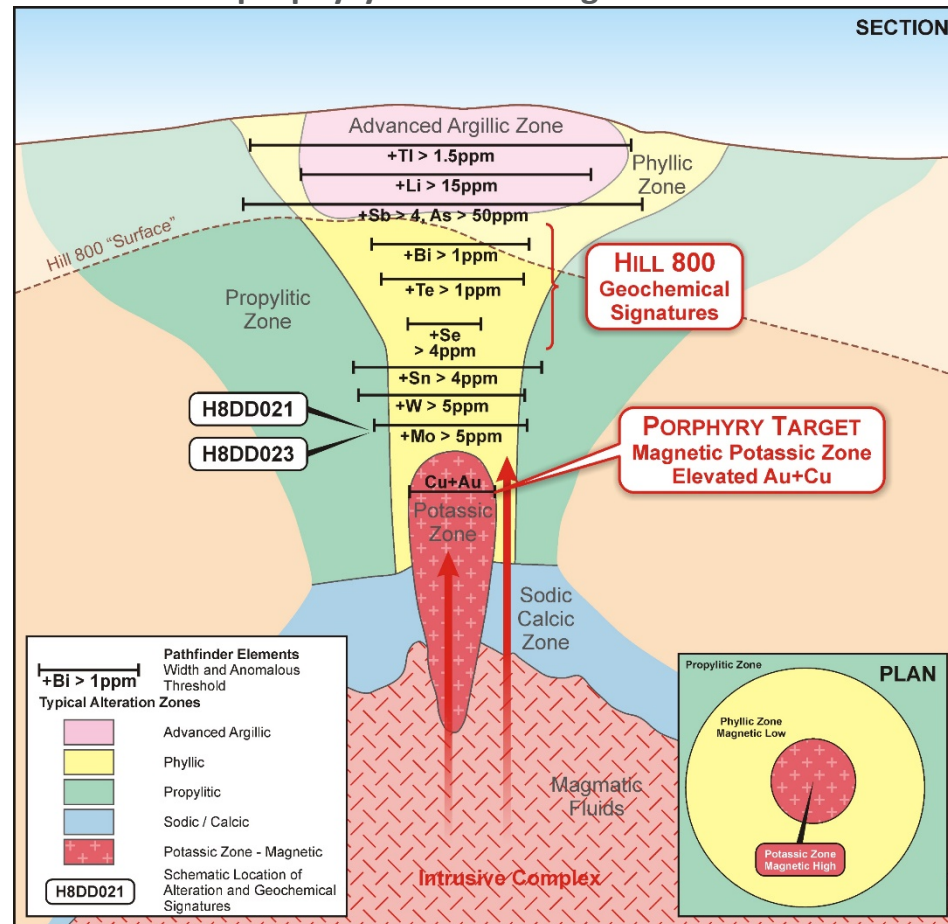 SECTION
Advanced Argillic Zone
+Tl > 1.5ppm
Phyllic
Zone
+Li > 15ppm
+Sb > 4, As > 50ppm
Hill 800 "Surface"
+Bi > 1ppm
HILL 800
Geochemical
Signatures
+Te > 1ppm
Propylitic
Zone
+Se
> 4ppm
+Sn > 4ppm
+W > 5ppm
H8DD021
+Mo > 5ppm
H8DD023
PORPHYRY TARGET
Magnetic Potassic Zone
Elevated Au+Cu
Cu+Au
Potassic
Zone
Sodic
Calcic
Zone
Magmatic
Fluids
Intrusive Complex
+Bi > 1ppm
Pathfinder Elements
Width and Anomalous
Threshold
Typical Alteration Zones
Advanced Argillic
Phyllic
Propylitic
Sodic / Calcic
Potassic Zone - Magnetic
H8DD021
Schematic Location of
Alteration and Geochemical
Signatures
Propylitic Zone
PLAN
Phyllic Zone
Magnetic Low
Potassic Zone
Magnetic High